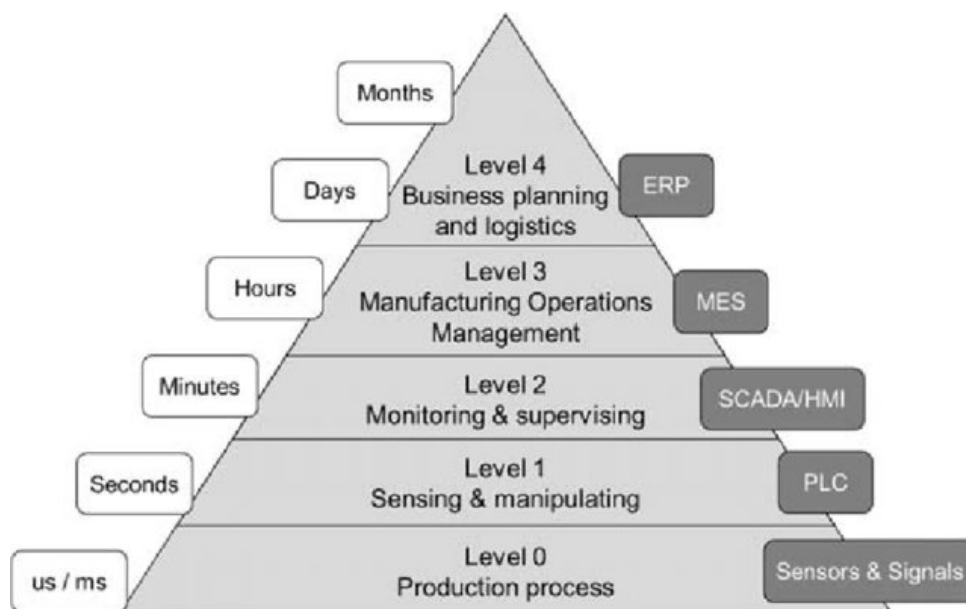 Months
Level 4
Business planning
and logistics
Days
ERP
Level 3
Manufacturing Operations
Management
Hours
MES
Level 2
Monitoring & supervising
Minutes
SCADA/HMI
Level 1
Sensing & manipulating
Seconds
PLC
Level 0
Production process
us / ms
Sensors & Signals